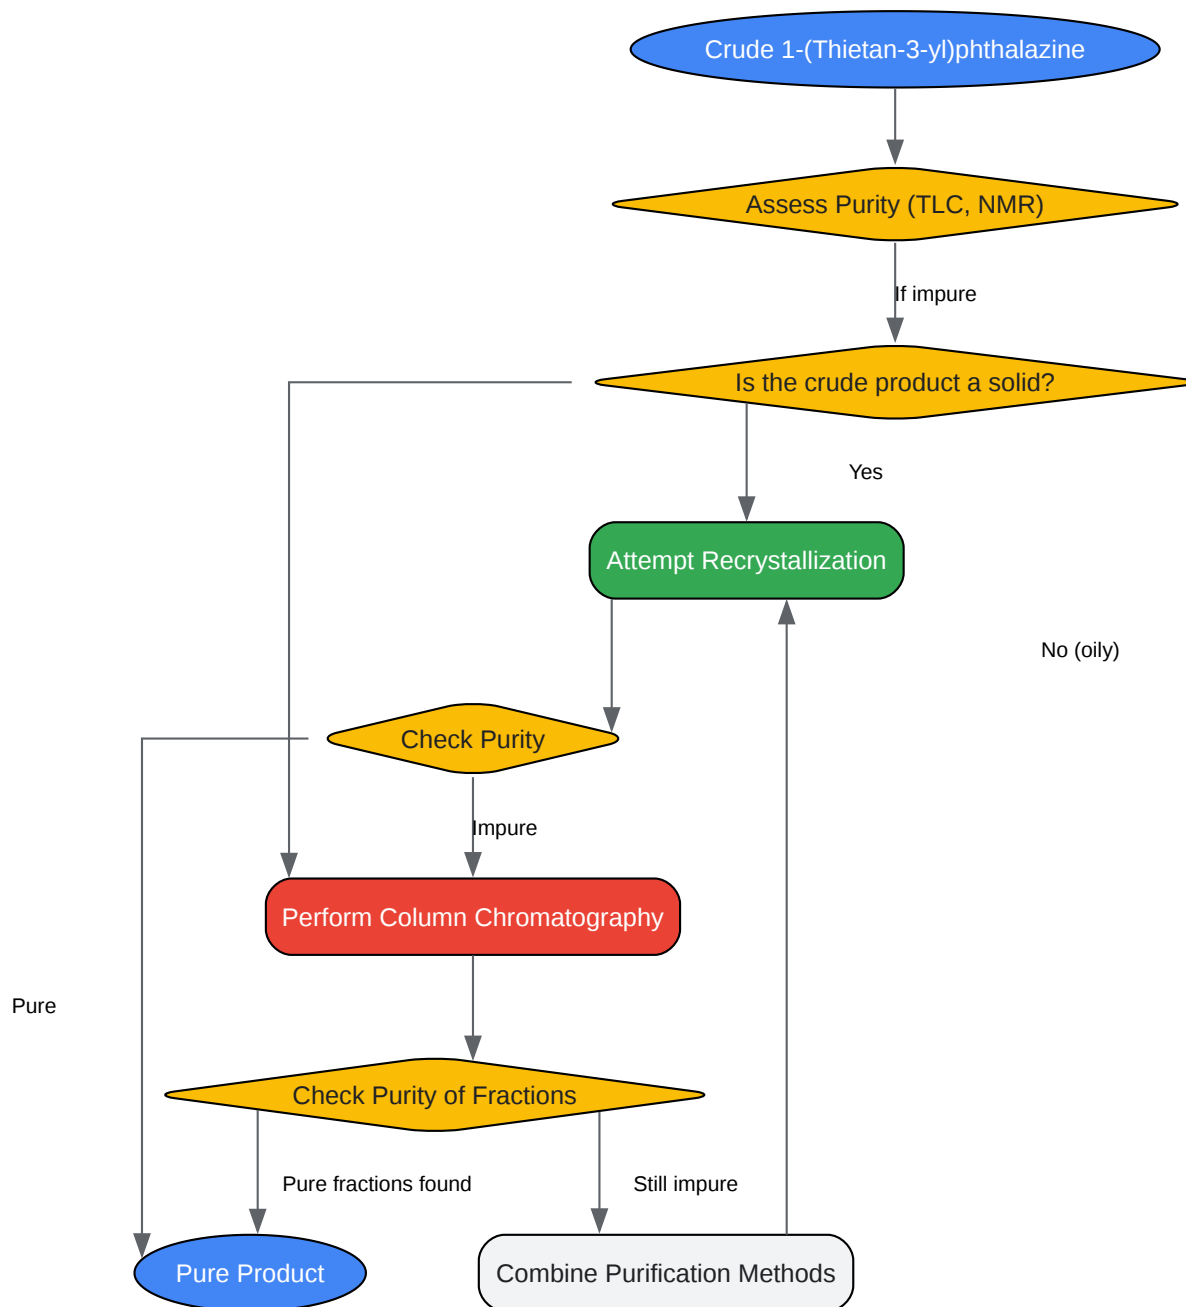 Crude 1-(Thietan-3-yl)phthalazine
Assess Purity (TLC, NMR)
If impure
Is the crude product a solid?
Yes
Attempt Recrystallization
No (oily)
Check Purity
Impure
Perform Column Chromatography
Pure
Check Purity of Fractions
Pure fractions found
Still impure
Pure Product
Combine Purification Methods